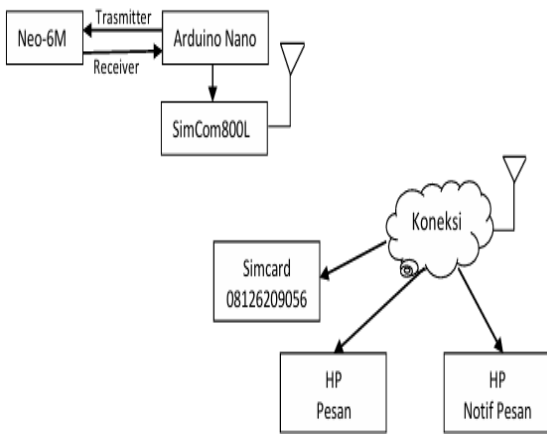 Trasmitter
Neo-6M
Arduino Nano
Receiver
SimCom800L
Koneksi
Simcard
08126209056
HP
Pesan
HP
Notif Pesan